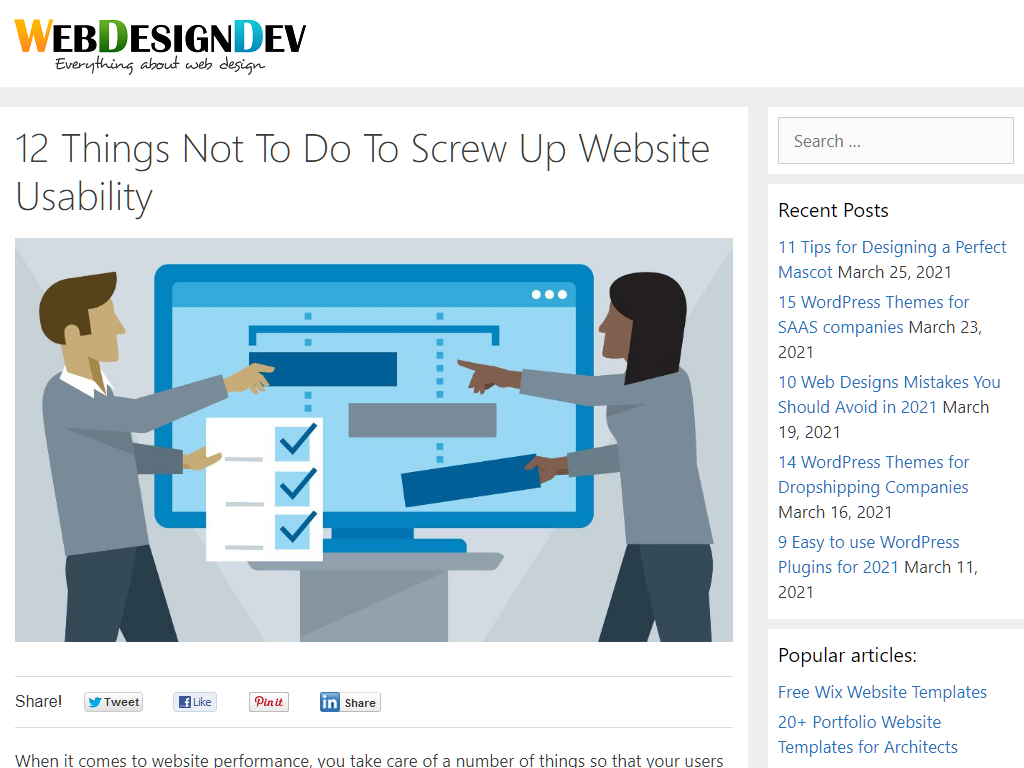 WEBDESIGNDEV
Everything about web design
12 Things Not To Do To Screw Up Website
Usability
Share!
Tweet
Like
Pin it
in Share
When it comes to website performance, you take care of a number of things so that your users
Search ...
Recent Posts
11 Tips for Designing a Perfect
Mascot March 25, 2021
15 WordPress Themes for
SAAS companies March 23,
2021
10 Web Designs Mistakes You
Should Avoid in 2021 March
19, 2021
14 WordPress Themes for
Dropshipping Companies
March 16, 2021
9 Easy to use WordPress
Plugins for 2021 March 11,
2021
Popular articles:
Free Wix Website Templates
20+ Portfolio Website
Templates for Architects